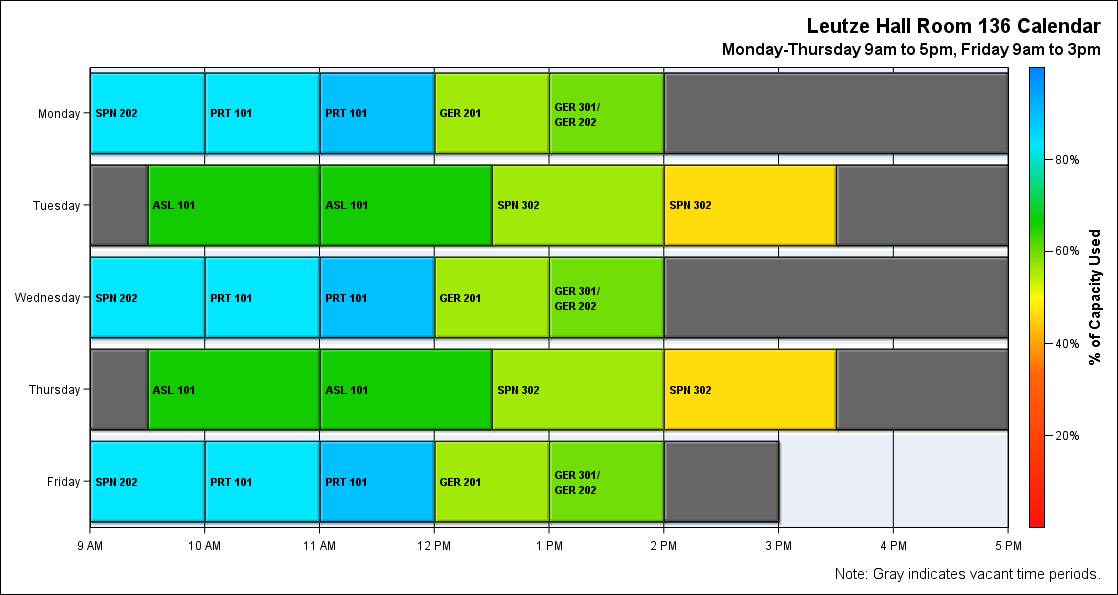 Leutze Hall Room 136 Calendar
Monday-Thursday 9am to 5pm, Friday 9am to 3pm
Monday
SPN 202
PRT 101
PRT 101
GER 201
GER 301/
GER 202
Tuesday
ASL 101
ASL 101
SPN 302
SPN 302
Wednesday
SPN 202
PRT 101
PRT 101
GER 201
GER 301/
GER 202
Thursday
ASL 101
ASL 101
SPN 302
SPN 302
Friday
SPN 202
PRT 101
PRT 101
GER 201
GER 301/
GER 202
9 AM
10 AM
11 AM
12 PM
1 PM
2 PM
3 PM
4 PM
5 PM
80%
60%
40%
20%
% of Capacity Used
Note: Gray indicates vacant time periods.